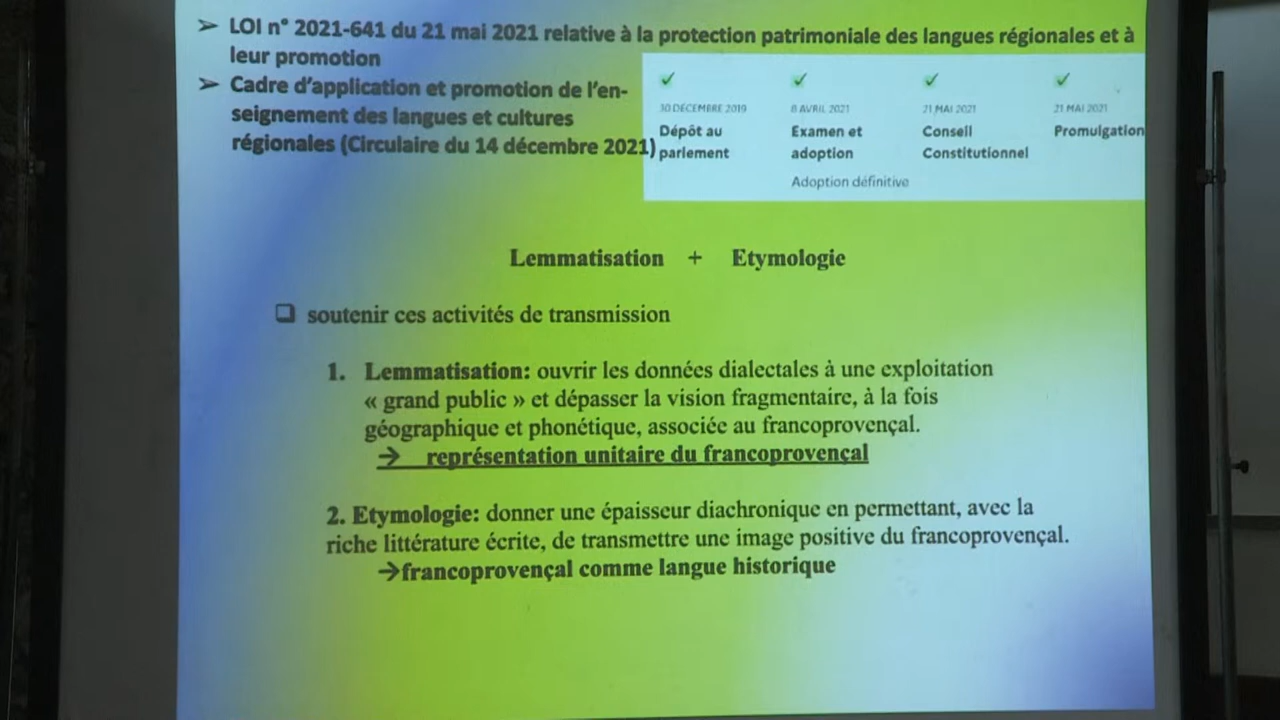 ➢ LOI n° 2021-641 du 21 mai 2021 relative à la protection patrimoniale des langues régionales et à
leur promotion
➢ Cadre d'application et promotion de l'en-
seignement des langues et cultures
régionales (Circulaire du 14 décembre 2021)
✓ ✓ ✓ ✓
30 DÉCEMBRE 2019 8 AVRIL 2021 21 MAI 2021 21 MAI 2021
Dépôt au Examen et Conseil Promulgation
parlement adoption Constitutionnel
Adoption définitive
Lemmatisation + Etymologie
❑ soutenir ces activités de transmission
1. Lemmatisation: ouvrir les données dialectales à une exploitation
« grand public » et dépasser la vision fragmentaire, à la fois
géographique et phonétique, associée au francoprovençal.
→ représentation unitaire du francoprovençal
2. Etymologie: donner une épaisseur diachronique en permettant, avec la
riche littérature écrite, de transmettre une image positive du francoprovençal.
→francoprovençal comme langue historique